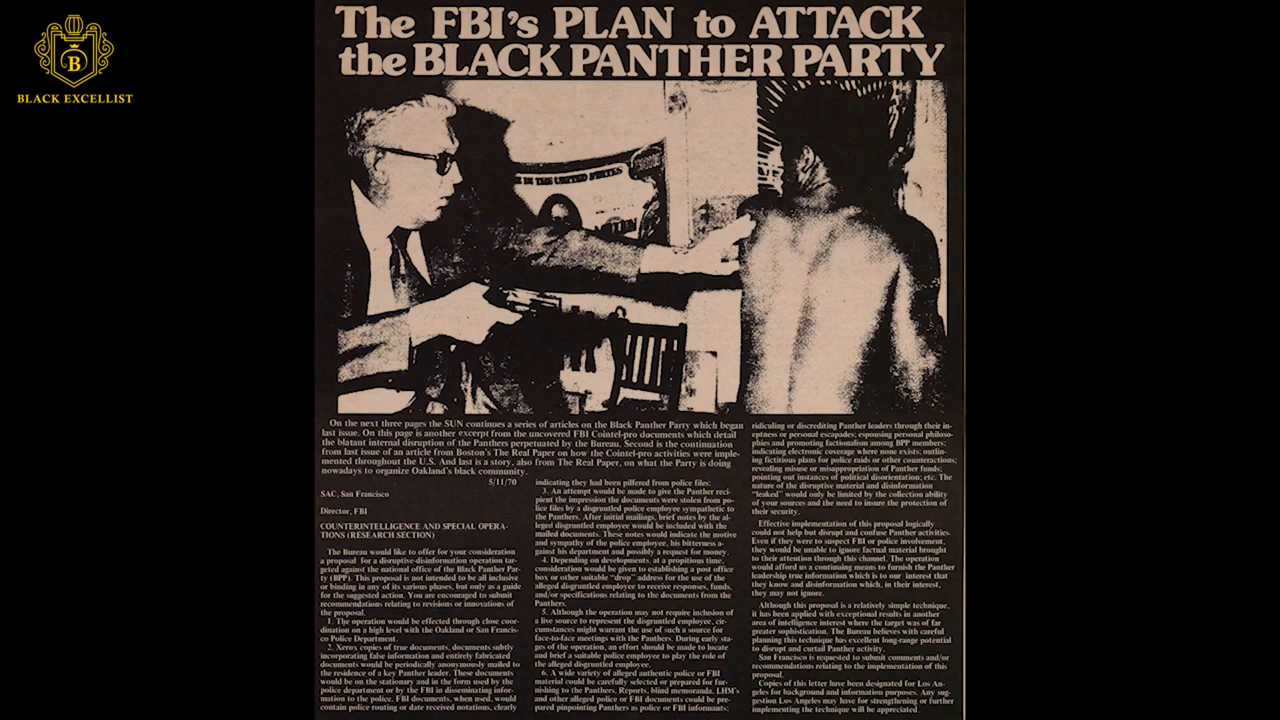 B
BLACK EXCELLIST
The FBI's PLAN to ATTACK
the BLACK PANTHER PARTY
IN THE UNITED STATES
On the next three pages the SUN continues a series of articles on the Black Panther Party which began
last issue. On this page is another excerpt from the uncovered FBI Cointel-pro documents which detail
the blatant internal disruption of the Panthers perpetuated by the Bureau. Second is the continuation
from last issue of an article from Boston's The Real Paper on how the Cointel-pro activities were imple-
mented throughout the U.S. And last is a story, also from The Real Paper, on what the Party is doing
nowadays to organize Oakland's black community.
5/11/70
SAC, San Francisco
Director, FBI
COUNTERINTELLIGENCE AND SPECIAL OPERA-
TIONS (RESEARCH SECTION)
The Bureau would like to offer for your consideration
a proposal for a disruptive-disinformation operation tar-
geted against the national office of the Black Panther Par-
ty (BPP). This proposal is not intended to be all inclusive
or binding in any of its various phases, but only as a guide
for the suggested action. You are encouraged to submit
recommendations relating to revisions or innovations of
the proposal.
1. The operation would be effected through close coor-
dination on a high level with the Oakland or San Francis-
co Police Department.
2. Xerox copies of true documents, documents subtly
incorporating false information and entirely fabricated
documents would be periodically anonymously mailed to
the residence of a key Panther leader. These documents
would be on the stationary and in the form used by the
police department or by the FBI in disseminating infor-
mation to the police. FBI documents, when used, would
contain police routing or date received notations, clearly
indicating they had been pilfered from police files:
3. An attempt would be made to give the Panther reci-
pient the impression the documents were stolen from po-
lice files by a disgruntled police employee sympathetic to
the Panthers. After initial mailings, brief notes by the al-
leged disgruntled employee would be included with the
mailed documents. These notes would indicate the motive
and sympathy of the police employee, his bitterness a-
gainst his department and possibly a request for money.
4. Depending on developments, at a propitious time,
consideration would be given to establishing a post office
box or other suitable "drop" address for the use of the
alleged disgruntled employee to receive responses, funds,
and/or specifications relating to the documents from the
Panthers.
5. Although the operation may not require inclusion of
a live source to represent the disgruntled employee, cir-
cumstances might warrant the use of such a source for
face-to-face meetings with the Panthers. During early sta-
ges of the operation, an effort should be made to locate
and brief a suitable police employee to play the role of
the alleged disgruntled employee.
6. A wide variety of alleged authentic police or FBI
material could be carefully selected or prepared for fur-
nishing to the Panthers. Reports, blind memoranda, LHM's
and other alleged police or FBI documents could be pre-
pared pinpointing Panthers as police or FBI informants;
ridiculing or discrediting Panther leaders through their in-
eptness or personal escapades; espousing personal philoso-
phies and promoting factionalism among BPP members;
indicating electronic coverage where none exists; outlin-
ing fictitious plans for police raids or other counteractions;
revealing misuse or misappropriation of Panther funds;
pointing out instances of political disorientation; etc. The
nature of the disruptive material and disinformation
"leaked" would only be limited by the collection ability
of your sources and the need to insure the protection of
their security.
Effective implementation of this proposal logically
could not help but disrupt and confuse Panther activities.
Even if they were to suspect FBI or police involvement,
they would be unable to ignore factual material brought
to their attention through this channel. The operation
would afford us a continuing means to furnish the Panther
leadership true information which is to our interest that
they know and disinformation which, in their interest,
they may not ignore.
Although this proposal is a relatively simple technique,
it has been applied with exceptional results in another
area of intelligence interest where the target was of far
greater sophistication. The Bureau believes with careful
planning this technique has excellent long-range potential
to disrupt and curtail Panther activity.
San Francisco is requested to submit comments and/or
recommendations relating to the implementation of this
proposal.
Copies of this letter have been designated for Los An-
geles for background and information purposes. Any sug-
gestion Los Angeles may have for strengthening or further
implementing the technique will be appreciated.